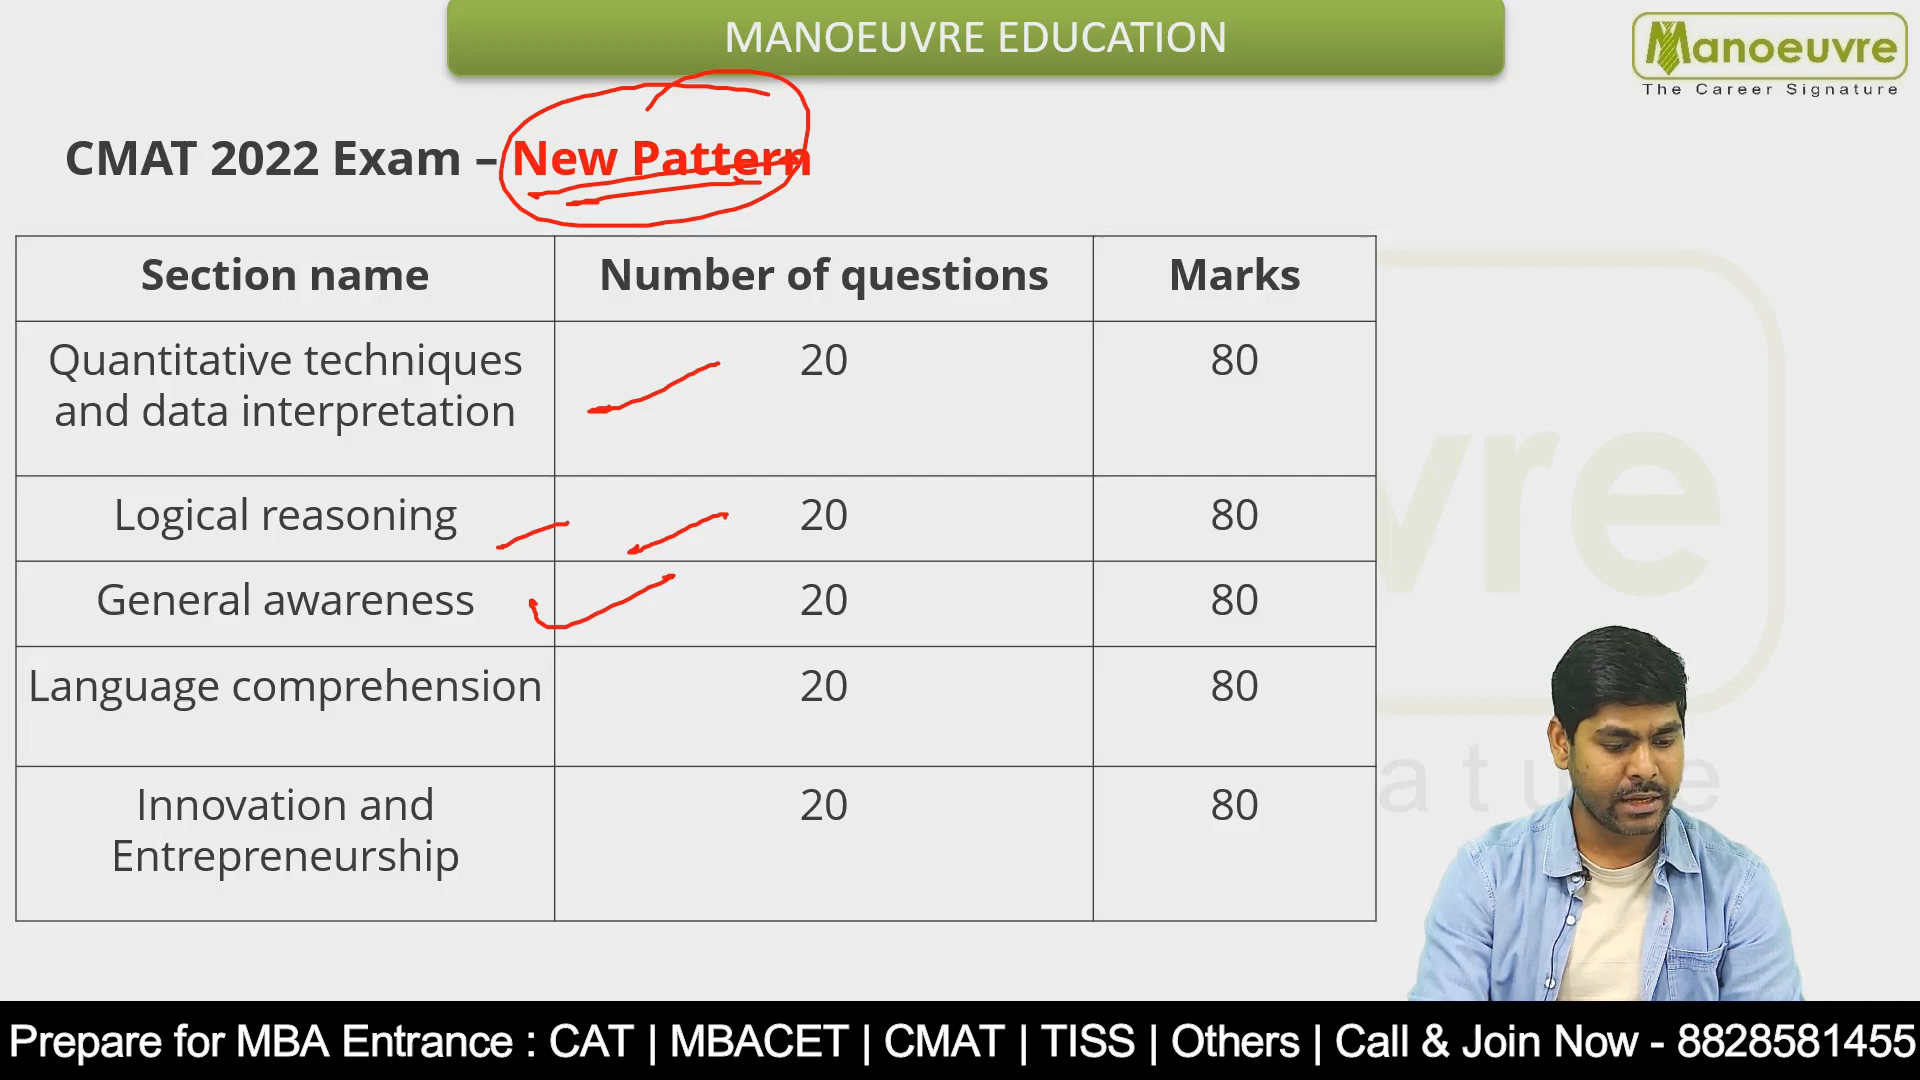 MANOEUVRE EDUCATION
Manoeuvre
The Career Signature
CMAT 2022 Exam – New Pattern
Section name Number of questions Marks
Quantitative techniques 20 80
and data interpretation
Logical reasoning 20 80
General awareness 20 80
Language comprehension 20 80
Innovation and 20 80
Entrepreneurship
Prepare for MBA Entrance : CAT | MBACET | CMAT | TISS | Others | Call & Join Now - 8828581455